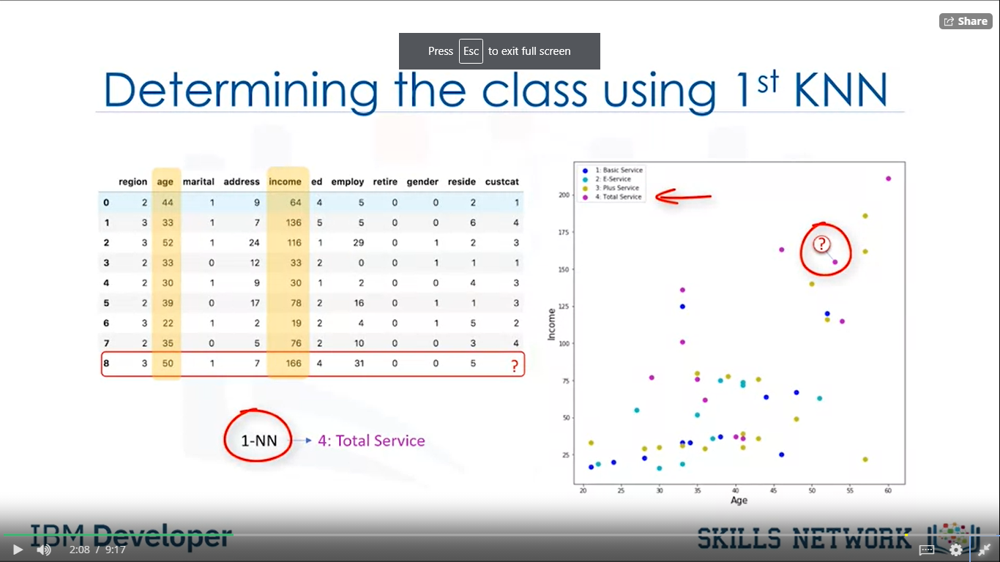 Share
Press Esc to exit full screen
Determining the class using 1st KNN
region age marital address income ed employ retire gender reside custcat
0 2 44 1 9 64 4 5 0 0 2 1
1 3 33 1 7 136 5 5 0 0 6 4
2 3 52 1 24 116 1 29 0 1 2 3
3 2 33 0 12 33 2 0 0 1 1 1
4 2 30 1 9 30 1 2 0 0 4 3
5 2 39 0 17 78 2 16 0 1 1 3
6 3 22 1 2 19 2 4 0 1 5 2
7 2 35 0 5 76 2 10 0 0 3 4
8 3 50 1 7 166 4 31 0 0 5 ?
1-NN 4: Total Service
1: Basic Service
2: E-Service
3: Plus Service
4: Total Service
?
Income
200
175
150
125
100
75
50
25
20 25 30 35 40 45 50 55 60
Age
IBM Developer
SKILLS NETWORK
2:08 / 9:17